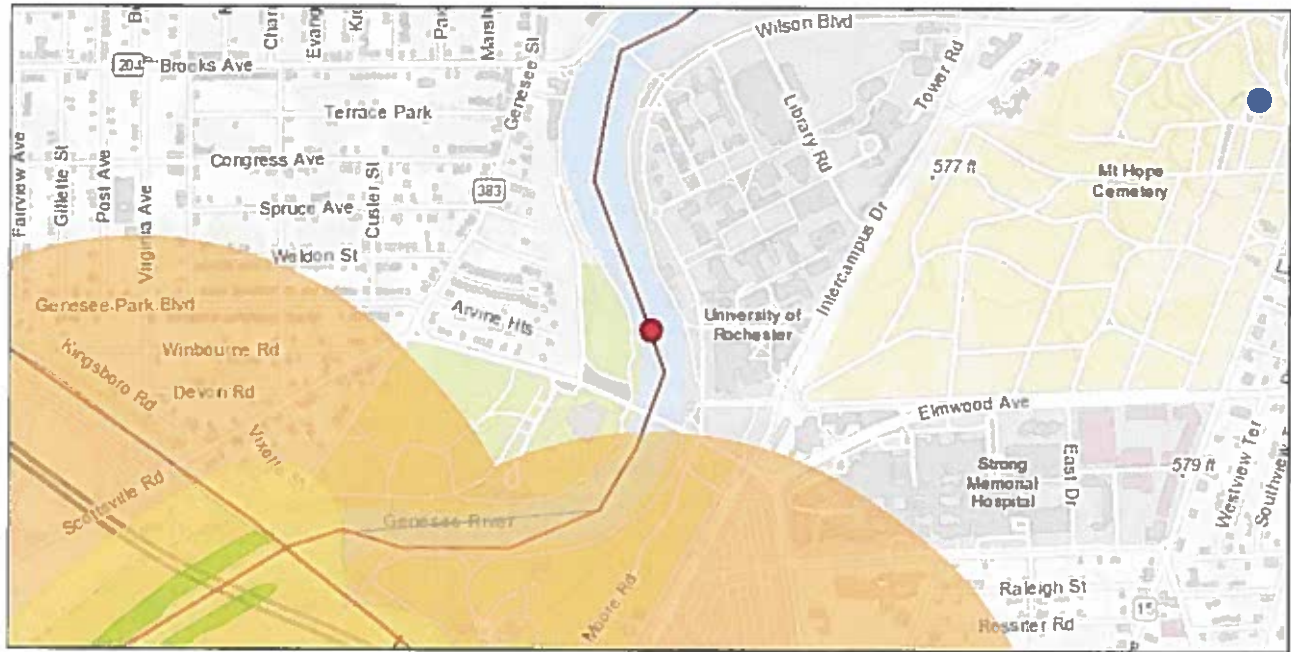 Wilson Blvd
204
Brooks Ave
Genesee St
Tower Rd
Library Rd
Terrace Park
Congress Ave
383
577 ft
Mt Hope
Cemetery
Fairview Ave
Gillette St
Post Ave
Virginia Ave
Spruce Ave
Custer St
Weldon St
Intercampus Dr
Genesee Park Blvd
Arvine Hts
University of
Rochester
Kingsboro Rd
Winbourne Rd
Devon Rd
Elmwood Ave
Scottsville Rd
Strong
Memorial
Hospital
East Dr
579 ft
Westview Ter
Genesee River
Moore Rd
Raleigh St
15
Rossiter Rd